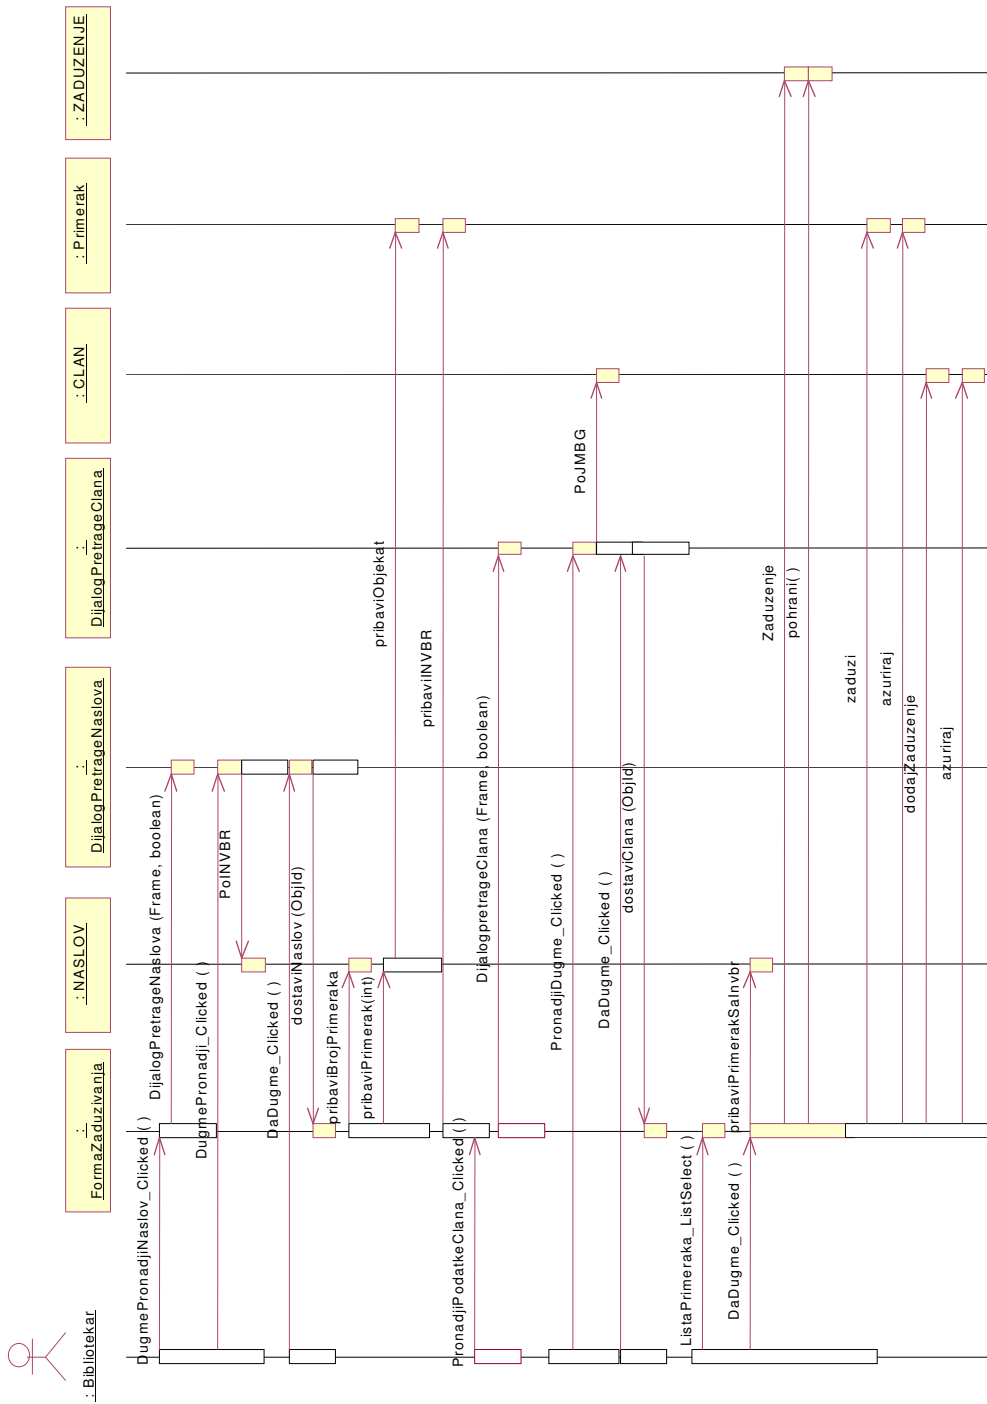 : Bibliotekar
:
FormaZaduzivanja
: NASLOV
:
DijalogPretrageNaslova
:
DijalogPretrageClana
: CLAN
: Primerak
: ZADUZENJE
DugmePronadjiNaslov_Clicked ( )
DijalogPretrageNaslova (Frame, boolean)
DugmePronadji_Clicked ( )
PoINVBR
DaDugme_Clicked ( )
dostaviNaslov (ObjId)
pribaviBrojPrimeraka
pribaviPrimerak(int)
pribaviObjekat
pribaviINVBR
PronadjiPodatkeClana_Clicked ( )
DijalogpretrageClana (Frame, boolean)
PronadjiDugme_Clicked ( )
PoJMBG
DaDugme_Clicked ( )
dostaviClana (ObjId)
ListaPrimeraka_ListSelect ( )
DaDugme_Clicked ( )
pribaviPrimerakSaInvbr
Zaduzenje
pohrani( )
zaduzi
azuriraj
dodajZaduzenje
azuriraj